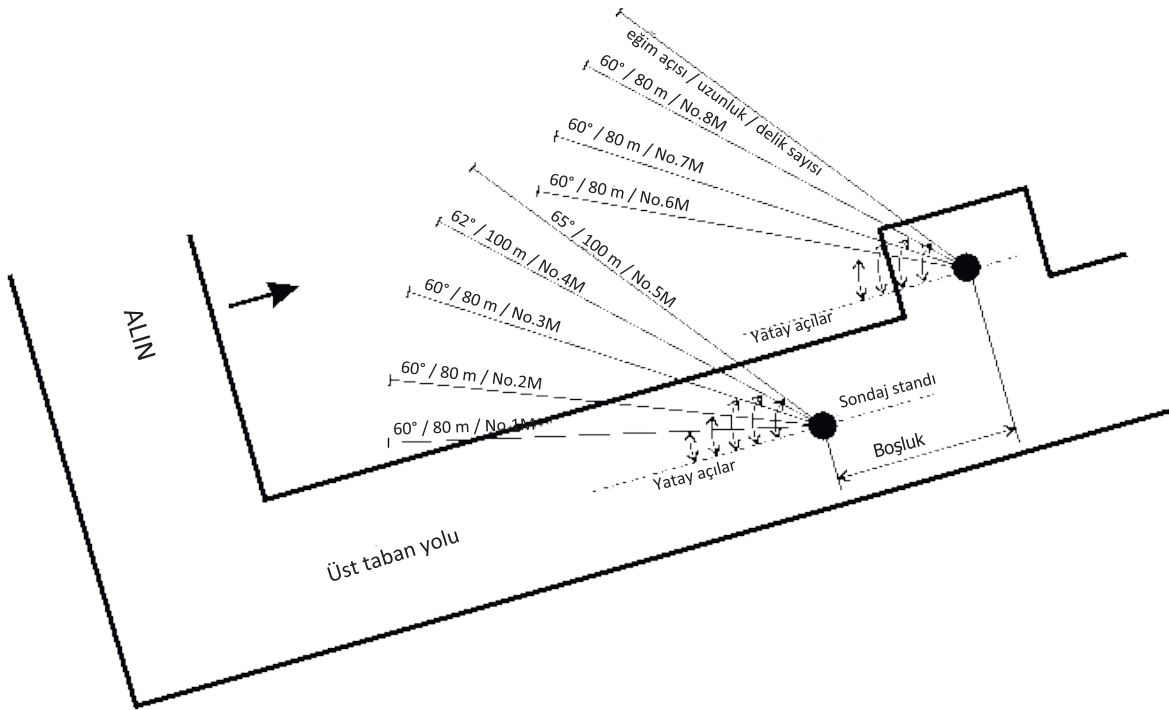 eğim açısı / uzunluk / delik sayısı
60° / 80 m / No.8M
60° / 80 m / No.7M
60° / 80 m / No.6M
65° / 100 m / No.5M
62° / 100 m / No.4M
60° / 80 m / No.3M
60° / 80 m / No.2M
60° / 80 m / No.1M
ALIN
Yatay açılar
Sondaj standı
Boşluk
Yatay açılar
Üst taban yolu